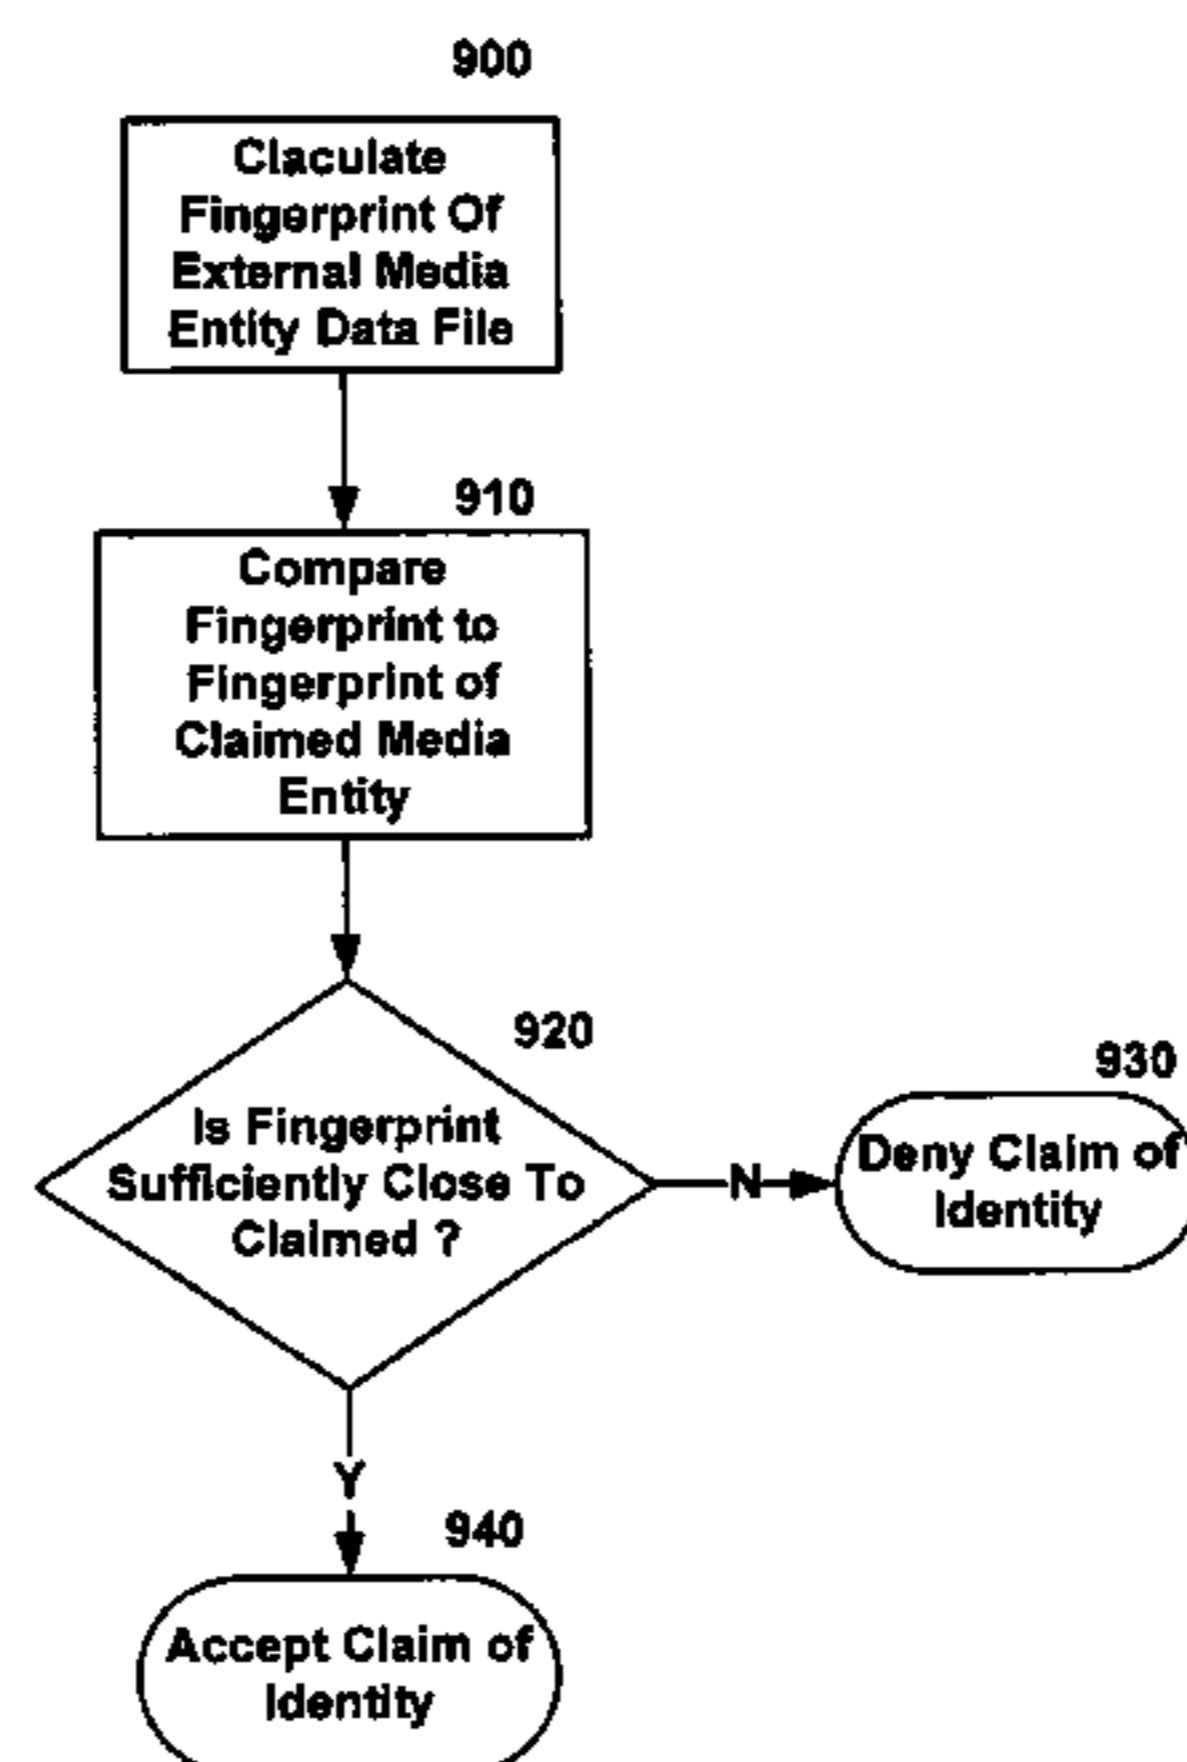 900
Claculate
Fingerprint Of
External Media
Entity Data File
910
Compare
Fingerprint to
Fingerprint of
Claimed Media
Entity
920
Is Fingerprint
Sufficiently Close To
Claimed ?
N
930
Deny Claim of
Identity
Y
940
Accept Claim of
Identity